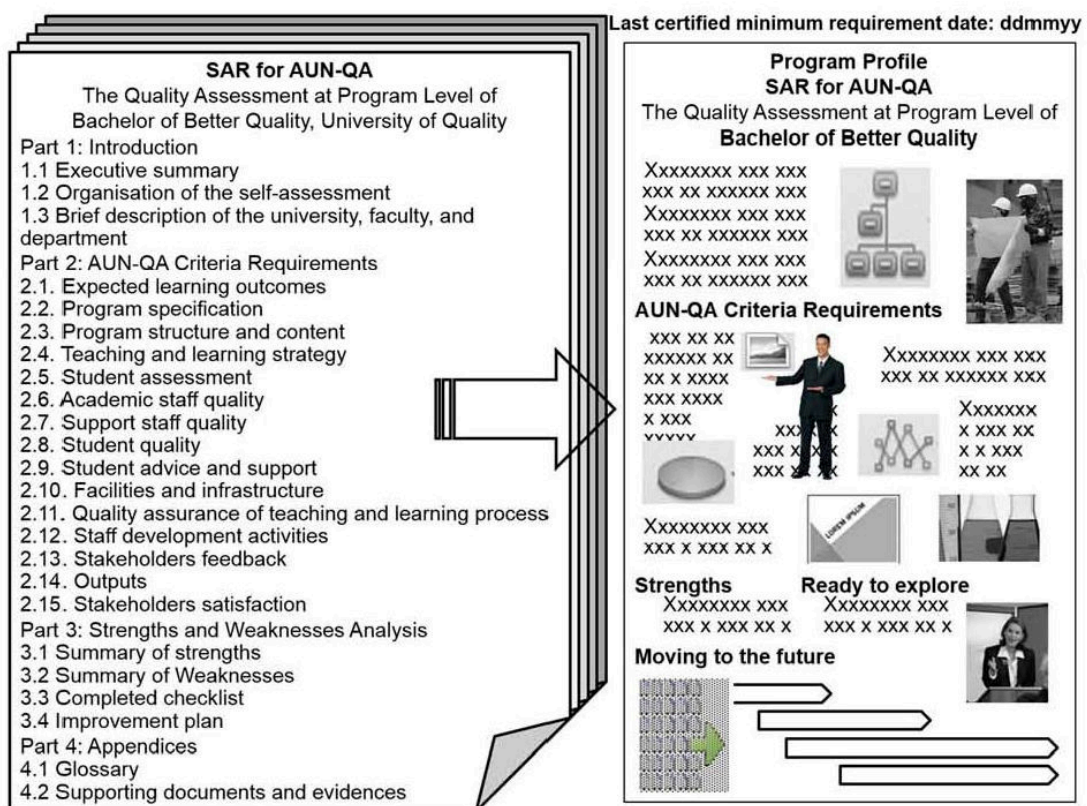 SAR for AUN-QA
The Quality Assessment at Program Level of
Bachelor of Better Quality, University of Quality
Part 1: Introduction
1.1 Executive summary
1.2 Organisation of the self-assessment
1.3 Brief description of the university, faculty, and
department
Part 2: AUN-QA Criteria Requirements
2.1. Expected learning outcomes
2.2. Program specification
2.3. Program structure and content
2.4. Teaching and learning strategy
2.5. Student assessment
2.6. Academic staff quality
2.7. Support staff quality
2.8. Student quality
2.9. Student advice and support
2.10. Facilities and infrastructure
2.11. Quality assurance of teaching and learning process
2.12. Staff development activities
2.13. Stakeholders feedback
2.14. Outputs
2.15. Stakeholders satisfaction
Part 3: Strengths and Weaknesses Analysis
3.1 Summary of strengths
3.2 Summary of Weaknesses
3.3 Completed checklist
3.4 Improvement plan
Part 4: Appendices
4.1 Glossary
4.2 Supporting documents and evidences
Last certified minimum requirement date: ddmmyy
Program Profile
SAR for AUN-QA
The Quality Assessment at Program Level of
Bachelor of Better Quality
Xxxxxxxx xxx xxx
xxx xx xxxxxx xxx
Xxxxxxxx xxx xxx
xxx xx xxxxxx xxx
Xxxxxxxx xxx xxx
xxx xx xxxxxx xxx
AUN-QA Criteria Requirements
xxx xx xx
xxxxxx xx
xx x xxxx
xxx xxxx
x xxx
Xxxxxxxx xxx xxx
xxx xx xxxxxx xxx
Xxxxxxx
x xxx xx
x x xxx
xx xx
LOREM IPSUM
Xxxxxxxx xxx
xxx x xxx xx x
Strengths
Xxxxxxxx xxx
xxx x xxx xx x
Ready to explore
Xxxxxxxx xxx
xxx x xxx xx x
Moving to the future